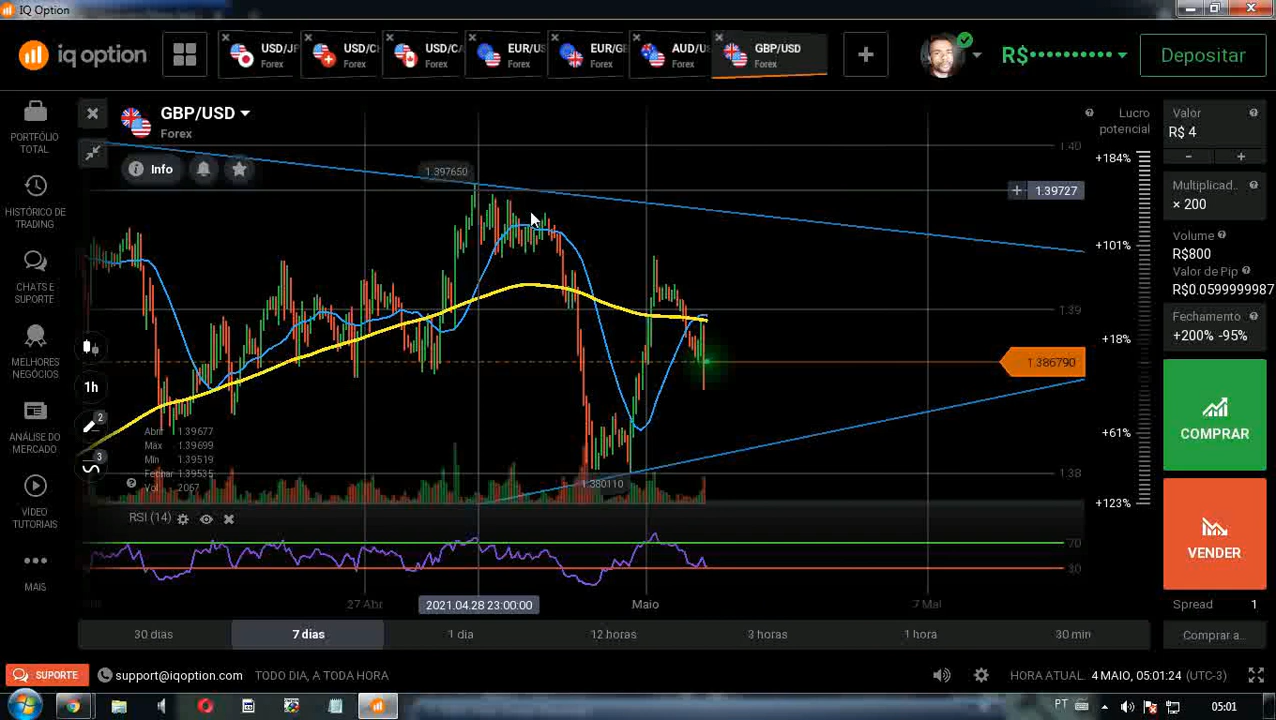 IQ Option
iq option
USD/JP
Forex
USD/CH
Forex
USD/CA
Forex
EUR/US
Forex
EUR/GE
Forex
AUD/U
Forex
GBP/USD
Forex
R$••••••••••
Depositar
PORTFÓLIO
TOTAL
HISTÓRICO DE
TRADING
CHATS E
SUPORTE
MELHORES
NEGÓCIOS
ANÁLISE DO
MERCADO
VÍDEO
TUTORIAIS
MAIS
GBP/USD
Forex
Info
1h
2
3
1.397650
1.380110
Abrir 1.39677
Máx 1.39699
Mín 1.39519
Fechar 1.39535
Vol. 2067
RSI (14)
1.40
1.39727
1.39
1.386790
1.38
70
30
27 Abr
2021.04.28 23:00:00
Maio
7 Mai
Lucro
potencial
+184%
+101%
+18%
+61%
+123%
Valor
R$ 4
-
+
Multiplicad..
× 200
Volume
R$800
Valor de Pip
R$0.0599999987
Fechamento
+200% -95%
COMPRAR
VENDER
Spread 1
Comprar a...
30 dias
7 dias
1 dia
12 horas
3 horas
1 hora
30 min
SUPORTE
support@iqoption.com
TODO DIA, A TODA HORA
HORA ATUAL: 4 MAIO, 05:01:24 (UTC-3)
PT
05:01